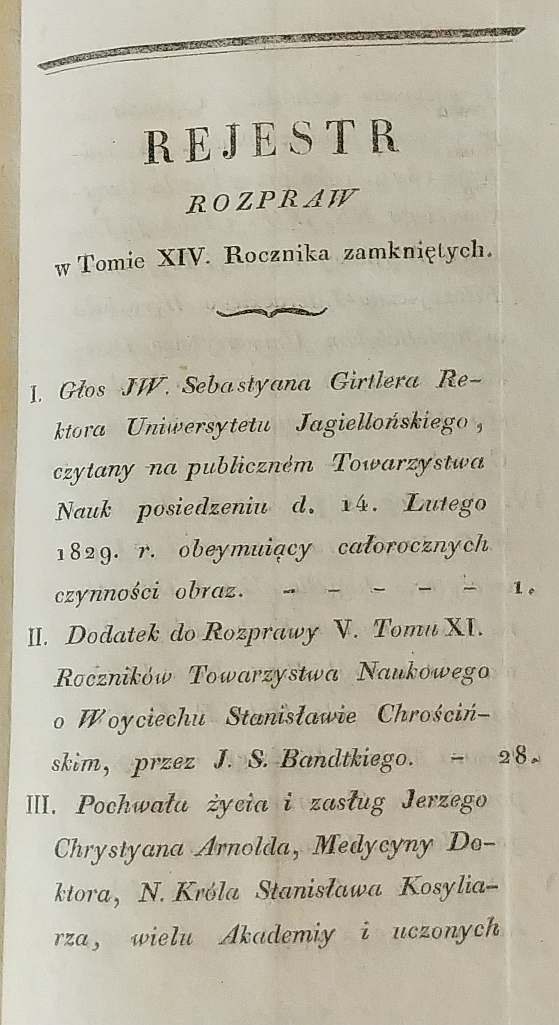 REJESTR
ROZPRAW
w Tomie XIV. Rocznika zamkniętych.
I. Głos JW. Sebastyana Girtlera Re-
ktora Uniwersytetu Jagiellońskiego,
czytany na publiczném Towarzystwa
Nauk posiedzeniu d. 14. Lutego
1829. r. obeymuiący całorocznych
czynności obraz. - - - - - 1.
II. Dodatek do Rozprawy V. Tomu XI.
Roczników Towarzystwa Naukowego
o Woyciechu Stanisławie Chrościń-
skim, przez J. S. Bandtkiego. - 28.
III. Pochwała życia i zasług Jerzego
Chrystyana Arnolda, Medycyny Do-
ktora, N. Króla Stanisława Kosylia-
rza, wielu Akademiy i uczonych